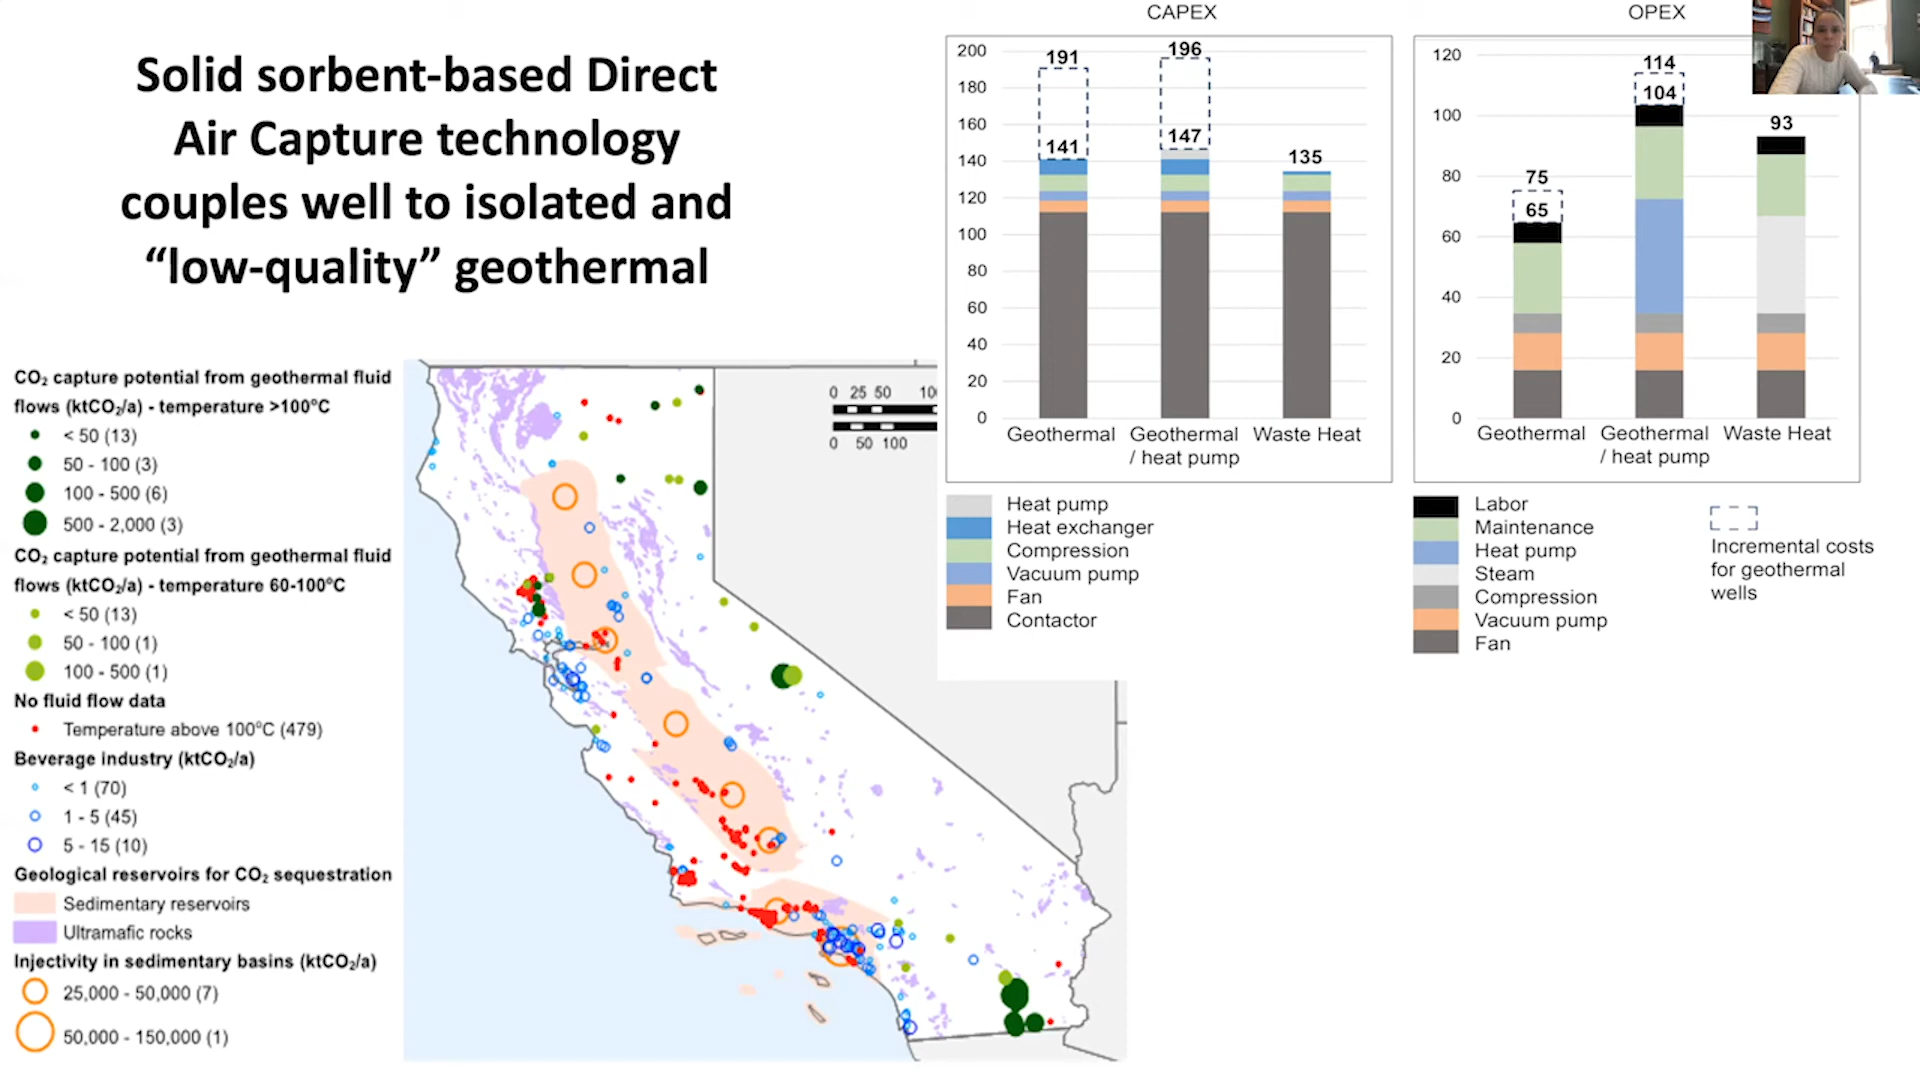 Solid sorbent-based Direct
Air Capture technology
couples well to isolated and
“low-quality” geothermal
CO₂ capture potential from geothermal fluid
flows (ktCO₂/a) - temperature >100°C
< 50 (13)
50 - 100 (3)
100 - 500 (6)
500 - 2,000 (3)
CO₂ capture potential from geothermal fluid
flows (ktCO₂/a) - temperature 60-100°C
< 50 (13)
50 - 100 (1)
100 - 500 (1)
No fluid flow data
Temperature above 100°C (479)
Beverage industry (ktCO₂/a)
< 1 (70)
1 - 5 (45)
5 - 15 (10)
Geological reservoirs for CO₂ sequestration
Sedimentary reservoirs
Ultramafic rocks
Injectivity in sedimentary basins (ktCO₂/a)
25,000 - 50,000 (7)
50,000 - 150,000 (1)
0 25 50
0 50 100
CAPEX
200
180
160
140
120
100
80
60
40
20
0
191
141
196
147
135
Geothermal
Geothermal
/ heat pump
Waste Heat
Heat pump
Heat exchanger
Compression
Vacuum pump
Fan
Contactor
OPEX
120
100
80
60
40
20
0
75
65
114
104
93
Geothermal
Geothermal
/ heat pump
Waste Heat
Labor
Maintenance
Heat pump
Steam
Compression
Vacuum pump
Fan
Incremental costs
for geothermal
wells